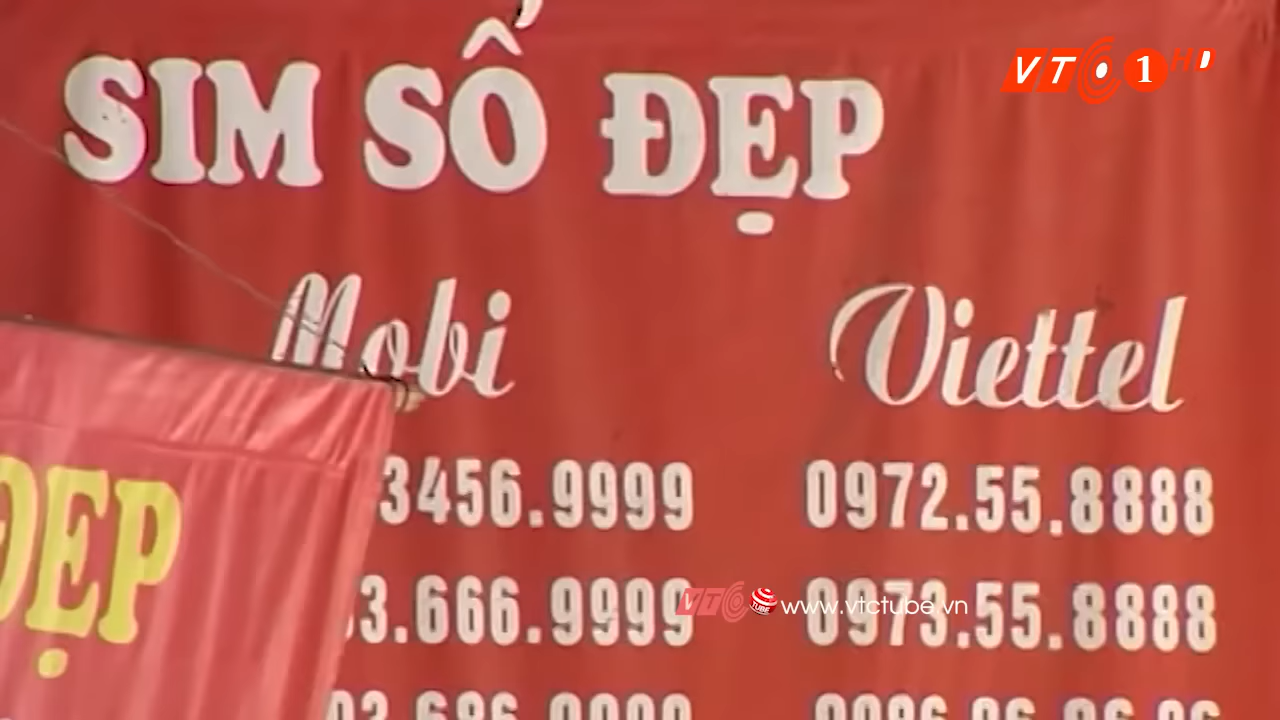 SIM SỐ ĐẸP
VTC 1 HD
Mobi
Viettel
ĐẸP
3456.9999
0972.55.8888
3.666.9999
0973.55.8888
VTC TUBE www.vtctube.vn